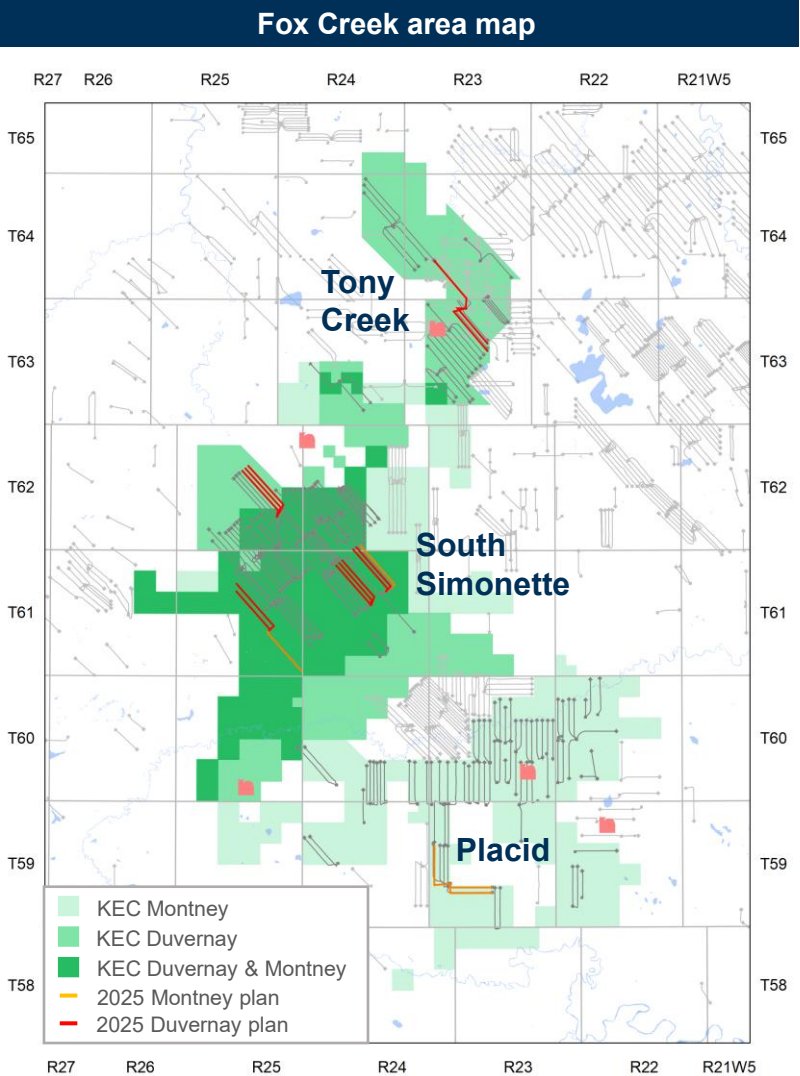 Fox Creek area map
R27 R26 R25 R24 R23 R22 R21W5
T65 T65
T64 T64
Tony
Creek
T63 T63
T62 T62
South
Simonette
T61 T61
T60 T60
Placid
T59 T59
KEC Montney
KEC Duvernay
KEC Duvernay & Montney
2025 Montney plan
2025 Duvernay plan
T58 T58
R27 R26 R25 R24 R23 R22 R21W5